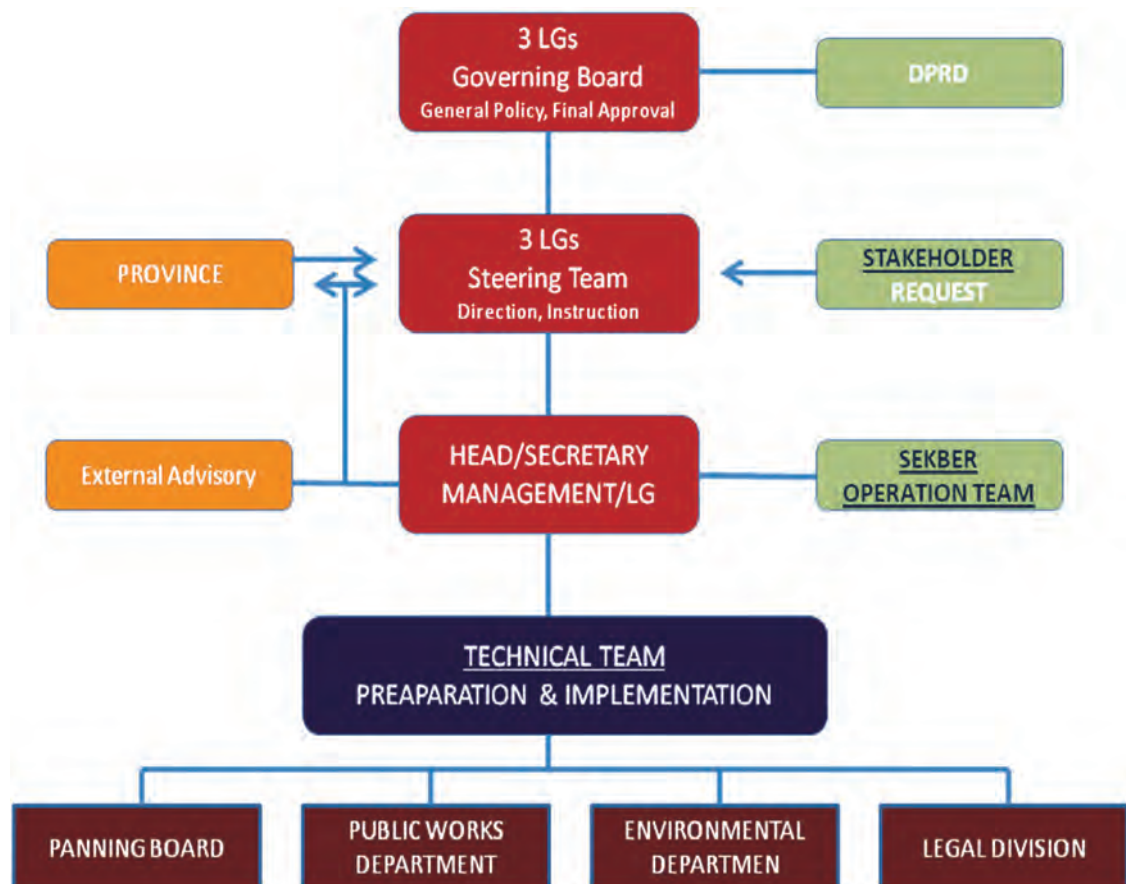 3 LGs
Governing Board
General Policy, Final Approval
DPRD
PROVINCE
3 LGs
Steering Team
Direction, Instruction
STAKEHOLDER
REQUEST
External Advisory
HEAD/SECRETARY
MANAGEMENT/LG
SEKBER
OPERATION TEAM
TECHNICAL TEAM
PREAPARATION & IMPLEMENTATION
PANNING BOARD
PUBLIC WORKS
DEPARTMENT
ENVIRONMENTAL
DEPARTMEN
LEGAL DIVISION